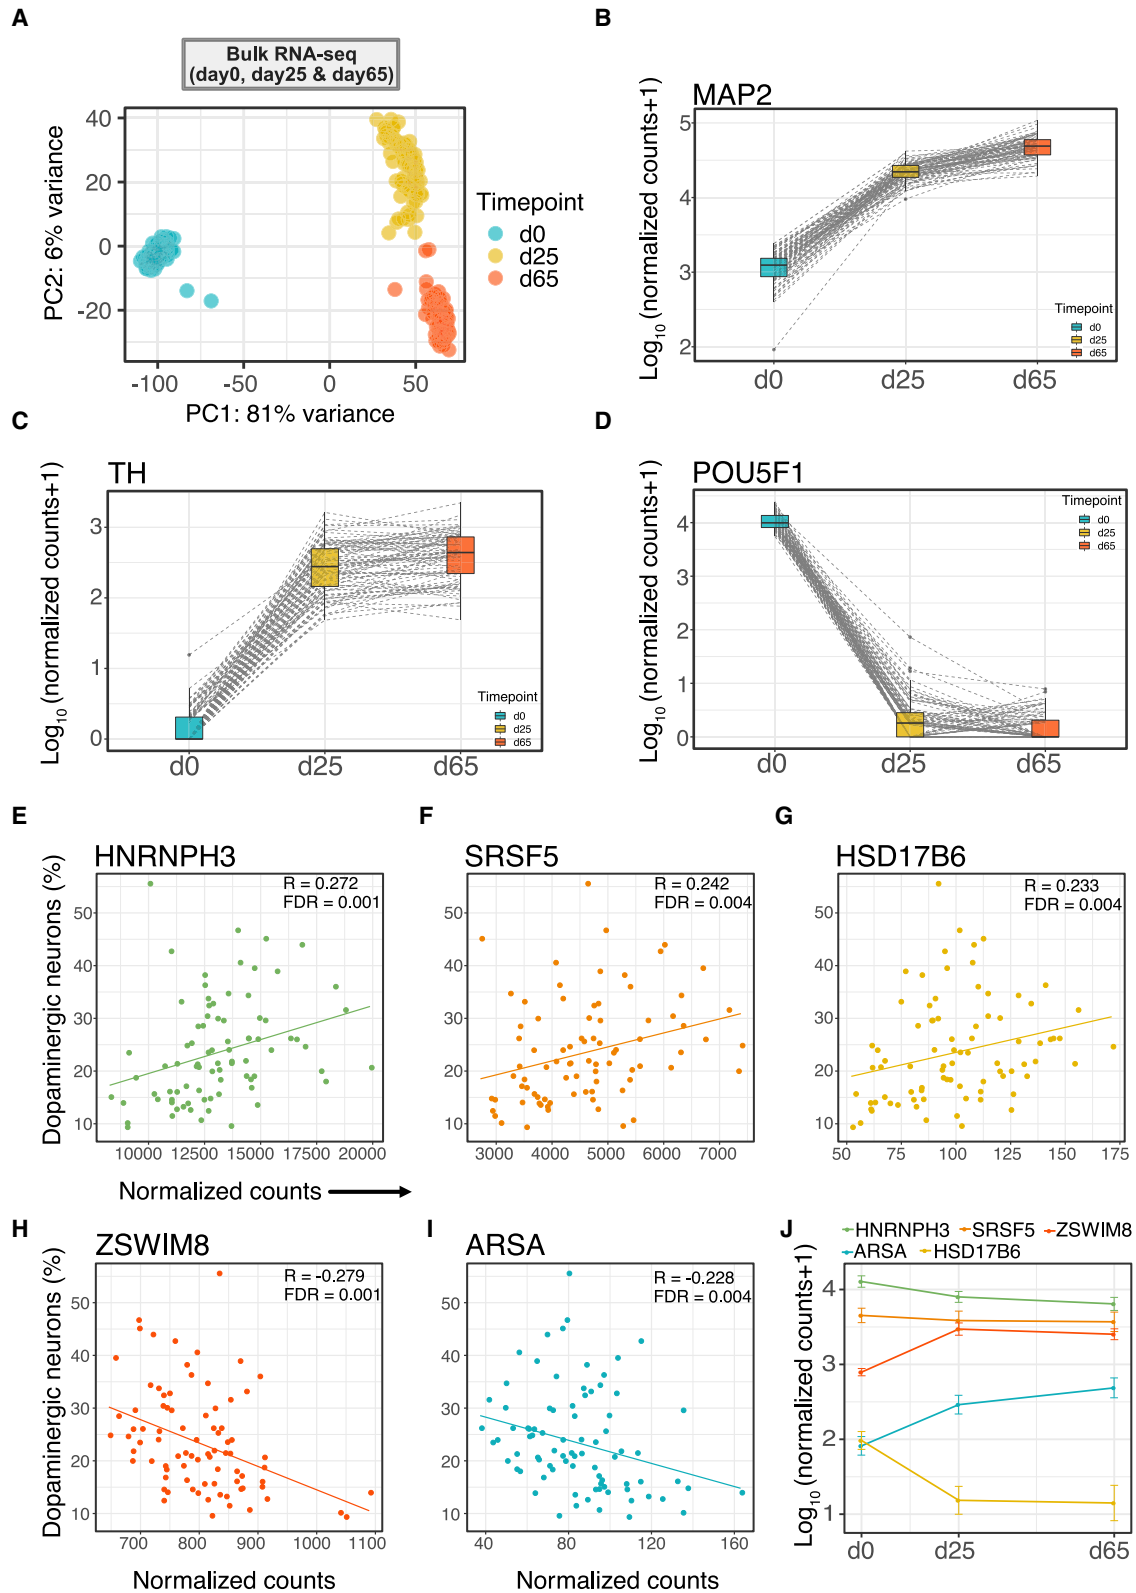 A
Bulk RNA-seq
(day0, day25 & day65)
40
20
0
-20
PC2: 6% variance
-100
-50
0
50
PC1: 81% variance
Timepoint
d0
d25
d65
B
MAP2
Log10 (normalized counts+1)
5
4
3
2
d0
d25
d65
Timepoint
d0
d25
d65
C
TH
Log10 (normalized counts+1)
3
2
1
0
d0
d25
d65
Timepoint
d0
d25
d65
D
POU5F1
Log10 (normalized counts+1)
4
3
2
1
0
d0
d25
d65
Timepoint
d0
d25
d65
E
HNRNPH3
R = 0.272
FDR = 0.001
Dopaminergic neurons (%)
50
40
30
20
10
10000
12500
15000
17500
20000
Normalized counts
F
SRSF5
R = 0.242
FDR = 0.004
50
40
30
20
10
3000
4000
5000
6000
7000
G
HSD17B6
R = 0.233
FDR = 0.004
50
40
30
20
10
50
75
100
125
150
175
H
ZSWIM8
R = -0.279
FDR = 0.001
Dopaminergic neurons (%)
50
40
30
20
10
700
800
900
1000
1100
Normalized counts
I
ARSA
R = -0.228
FDR = 0.004
50
40
30
20
10
40
80
120
160
Normalized counts
J
HNRNPH3 SRSF5 ZSWIM8
ARSA HSD17B6
Log10 (normalized counts+1)
4
3
2
1
d0
d25
d65